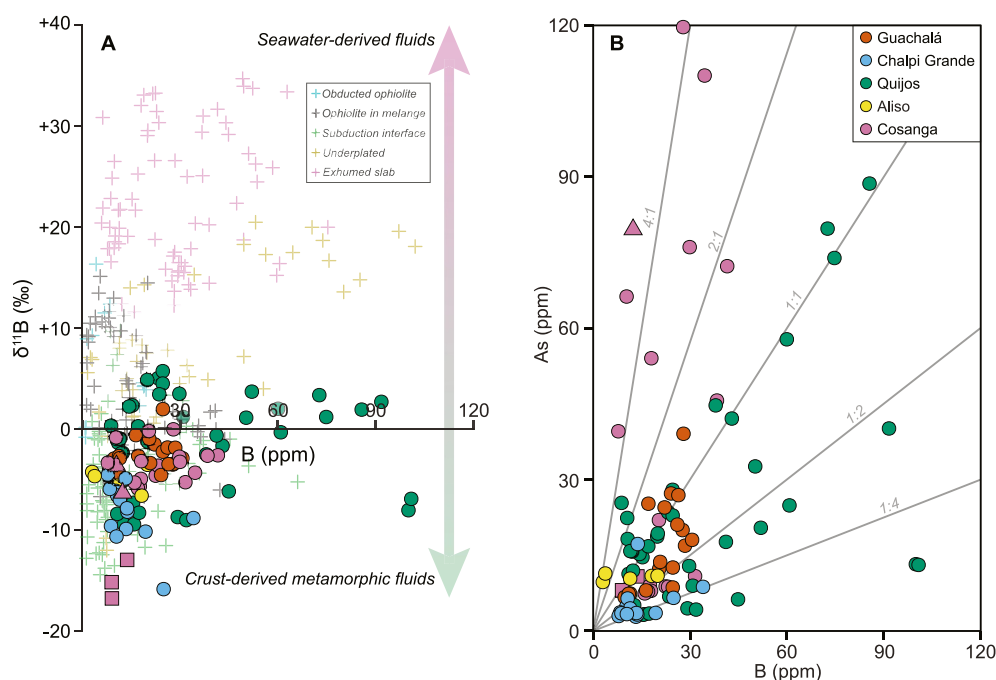 +40
+30
+20
+10
0
-10
-20
δ¹¹B (‰)
A
Seawater-derived fluids
Obducted ophiolite
Ophiolite in melange
Subduction interface
Underplated
Exhumed slab
30
60
90
120
B (ppm)
Crust-derived metamorphic fluids
B
120
90
60
30
0
As (ppm)
Guachalá
Chalpi Grande
Quijos
Aliso
Cosanga
4:1
2:1
1:1
1:2
1:4
0
30
60
90
120
B (ppm)